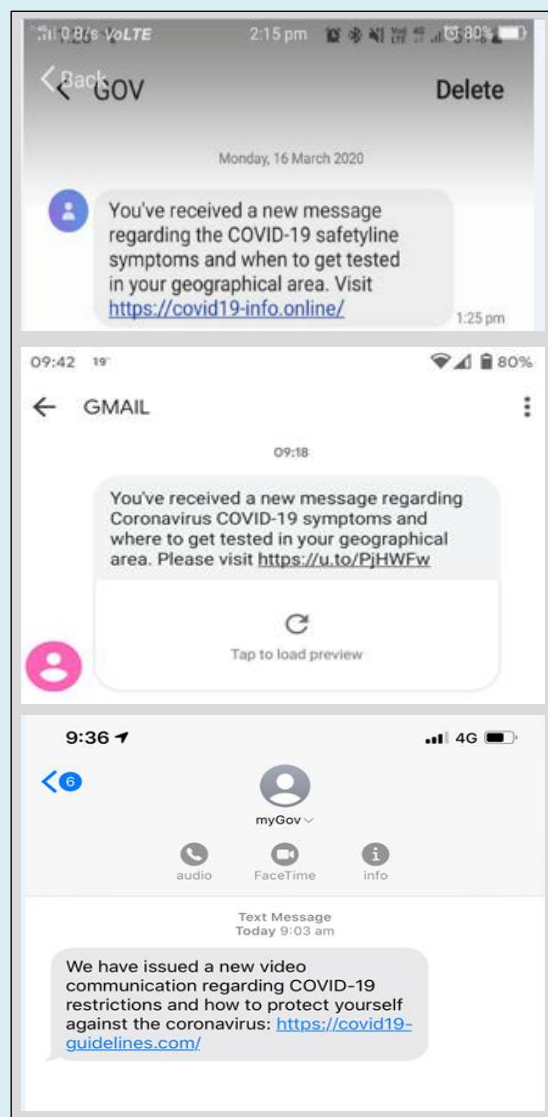 2:15 pm
80%
GOV
Delete
Monday, 16 March 2020
You've received a new message
regarding the COVID-19 safetyline
symptoms and when to get tested
in your geographical area. Visit
https://covid19-info.online/
1:25 pm
09:42 19° 80%
GMAIL
09:18
You've received a new message regarding
Coronavirus COVID-19 symptoms and
where to get tested in your geographical
area. Please visit https://u.to/PjHWFw
Tap to load preview
9:36 4G
6
myGov
audio FaceTime info
Text Message
Today 9:03 am
We have issued a new video
communication regarding COVID-19
restrictions and how to protect yourself
against the coronavirus: https://covid19-
guidelines.com/